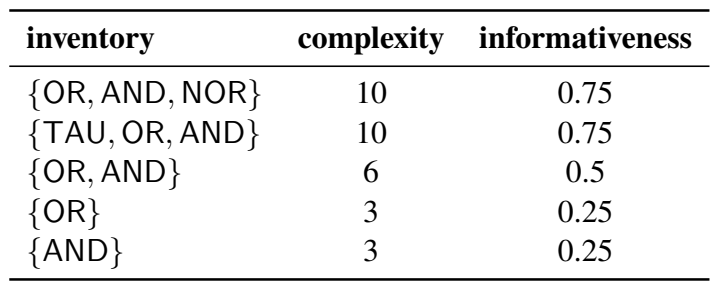 inventory complexity informativeness
{OR, AND, NOR} 10 0.75
{TAU, OR, AND} 10 0.75
{OR, AND} 6 0.5
{OR} 3 0.25
{AND} 3 0.25